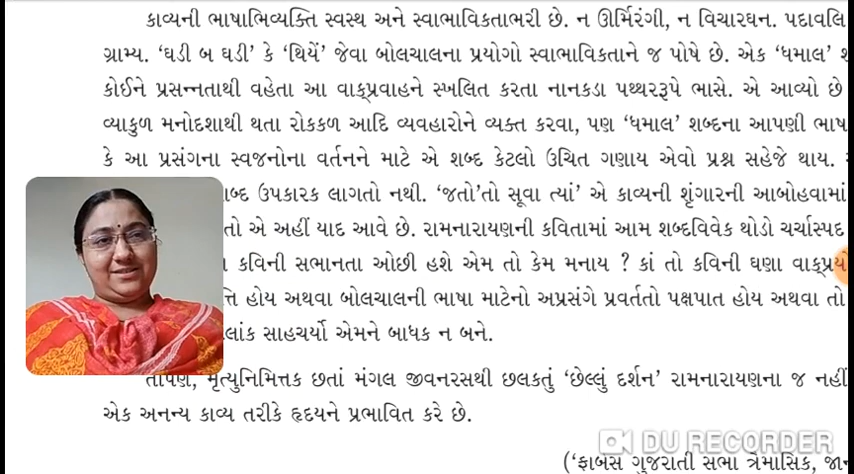 કાવ્યની ભાષાભિવ્યક્તિ સ્વસ્થ અને સ્વાભાવિકતાભરી છે. ન ઊર્મિરંગી, ન વિચારઘન. પદાવલિ
ગ્રામ્ય. ‘ઘડી બ ઘડી’ કે ‘થિયેં’ જેવા બોલચાલના પ્રયોગો સ્વાભાવિકતાને જ પોષે છે. એક ‘ધમાલ’
કોઈને પ્રસન્નતાથી વહેતા આ વાક્પ્રવાહને સ્ખલિત કરતા નાનકડા પથ્થરરૂપે ભાસે. એ આવ્યો છે
વ્યાકુળ મનોદશાથી થતા રોકકળ આદિ વ્યવહારોને વ્યક્ત કરવા, પણ ‘ધમાલ’ શબ્દના આપણી ભાષ
કે આ પ્રસંગના સ્વજનોના વર્તનને માટે એ શબ્દ કેટલો ઉચિત ગણાય એવો પ્રશ્ન સહેજે થાય.
ઉપકારક લાગતો નથી. ‘જતો’તો સૂવા ત્યાં’ એ કાવ્યની શૃંગારની આબોહવામાં
તો એ અહીં યાદ આવે છે. રામનારાયણની કવિતામાં આમ શબ્દવિવેક થોડો ચર્ચાસ્પદ
કવિની સભાનતા ઓછી હશે એમ તો કેમ મનાય ? કાં તો કવિની ઘણા વાક્પ્રયો
હોય અથવા બોલચાલની ભાષા માટેનો અપ્રસંગે પ્રવર્તતો પક્ષપાત હોય અથવા તો
સાહચર્યો એમને બાધક ન બને.
તોપણ, મૃત્યુનિમિત્તક છતાં મંગલ જીવનરસથી છલકતું ‘છેલ્લું દર્શન’ રામનારાયણના જ નહીં
એક અનન્ય કાવ્ય તરીકે હૃદયને પ્રભાવિત કરે છે.
(‘ફાર્બસ ગુજરાતી સભા ત્રૈમાસિક, જા
DU RECORDER